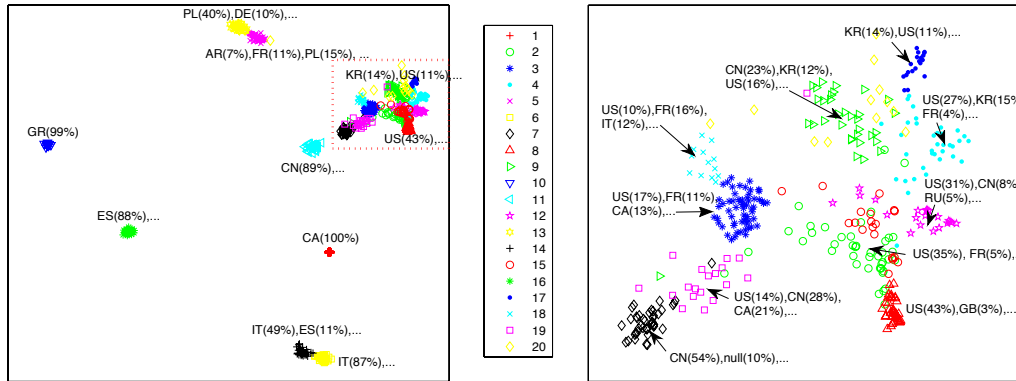 PL(40%),DE(10%),...
AR(7%),FR(11%),PL(15%), ...
KR(14%),US(11%),...
GR(99%)
US(43%),...
CN(89%),...
ES(88%),...
CA(100%)
IT(49%),ES(11%),...
IT(87%),...
1
2
3
4
5
6
7
8
9
10
11
12
13
14
15
16
17
18
19
20
KR(14%),US(11%),...
CN(23%),KR(12%),
US(16%),...
US(27%),KR(15%
FR(4%),...
US(10%),FR(16%),
IT(12%),...
US(31%),CN(8%
RU(5%),...
US(17%),FR(11%)
CA(13%),...
US(35%), FR(5%),..
US(14%),CN(28%),
CA(21%),...
US(43%),GB(3%),...
CN(54%),null(10%),...